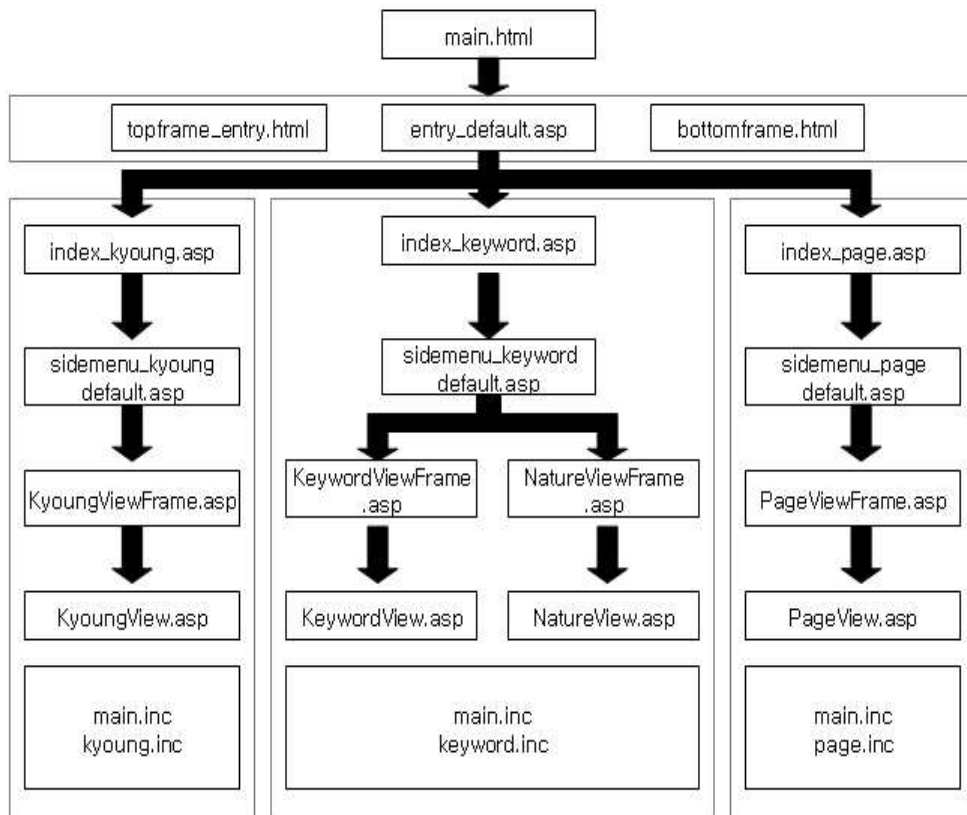 main.html
topframe_entry.html
entry_default.asp
bottomframe.html
index_kyoung.asp
index_keyword.asp
index_page.asp
sidemenu_kyoung
default.asp
sidemenu_keyword
default.asp
sidemenu_page
default.asp
KyoungViewFrame.asp
KeywordViewFrame
.asp
NatureViewFrame
.asp
PageViewFrame.asp
KyoungView.asp
KeywordView.asp
NatureView.asp
PageView.asp
main.inc
kyoung.inc
main.inc
keyword.inc
main.inc
page.inc